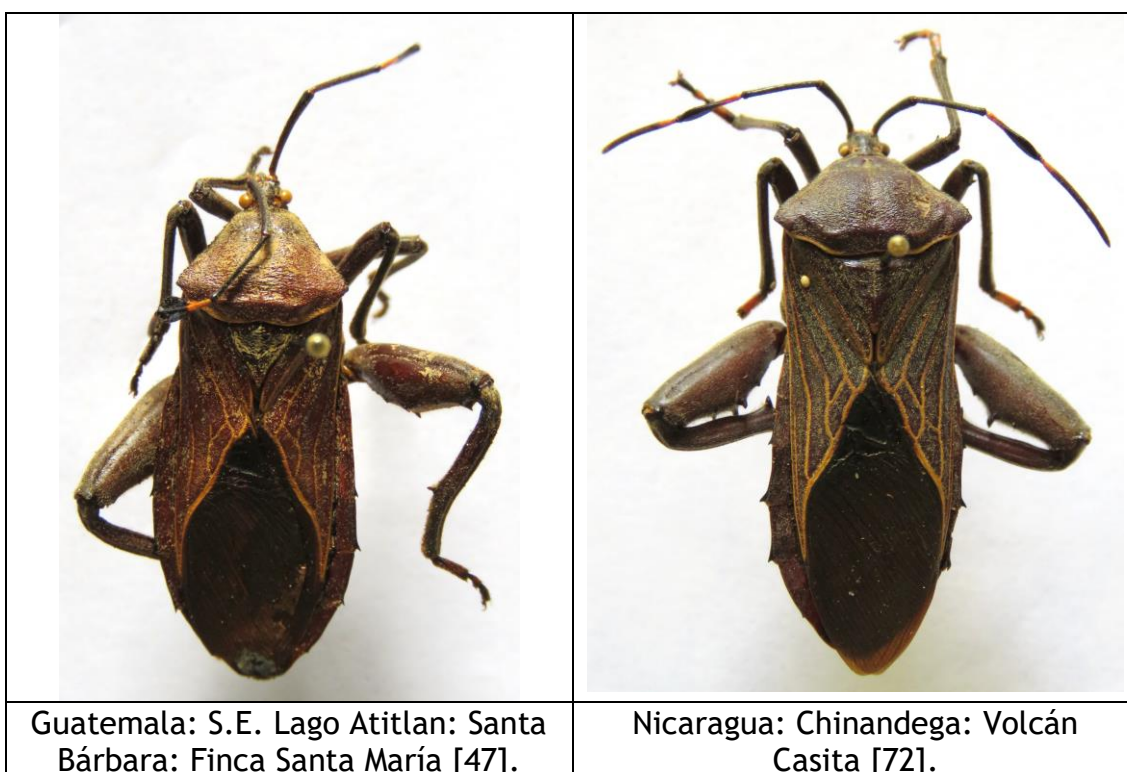 Guatemala: S.E. Lago Atitlan: Santa
Bárbara: Finca Santa María [47].
Nicaragua: Chinandega: Volcán
Casita [72].